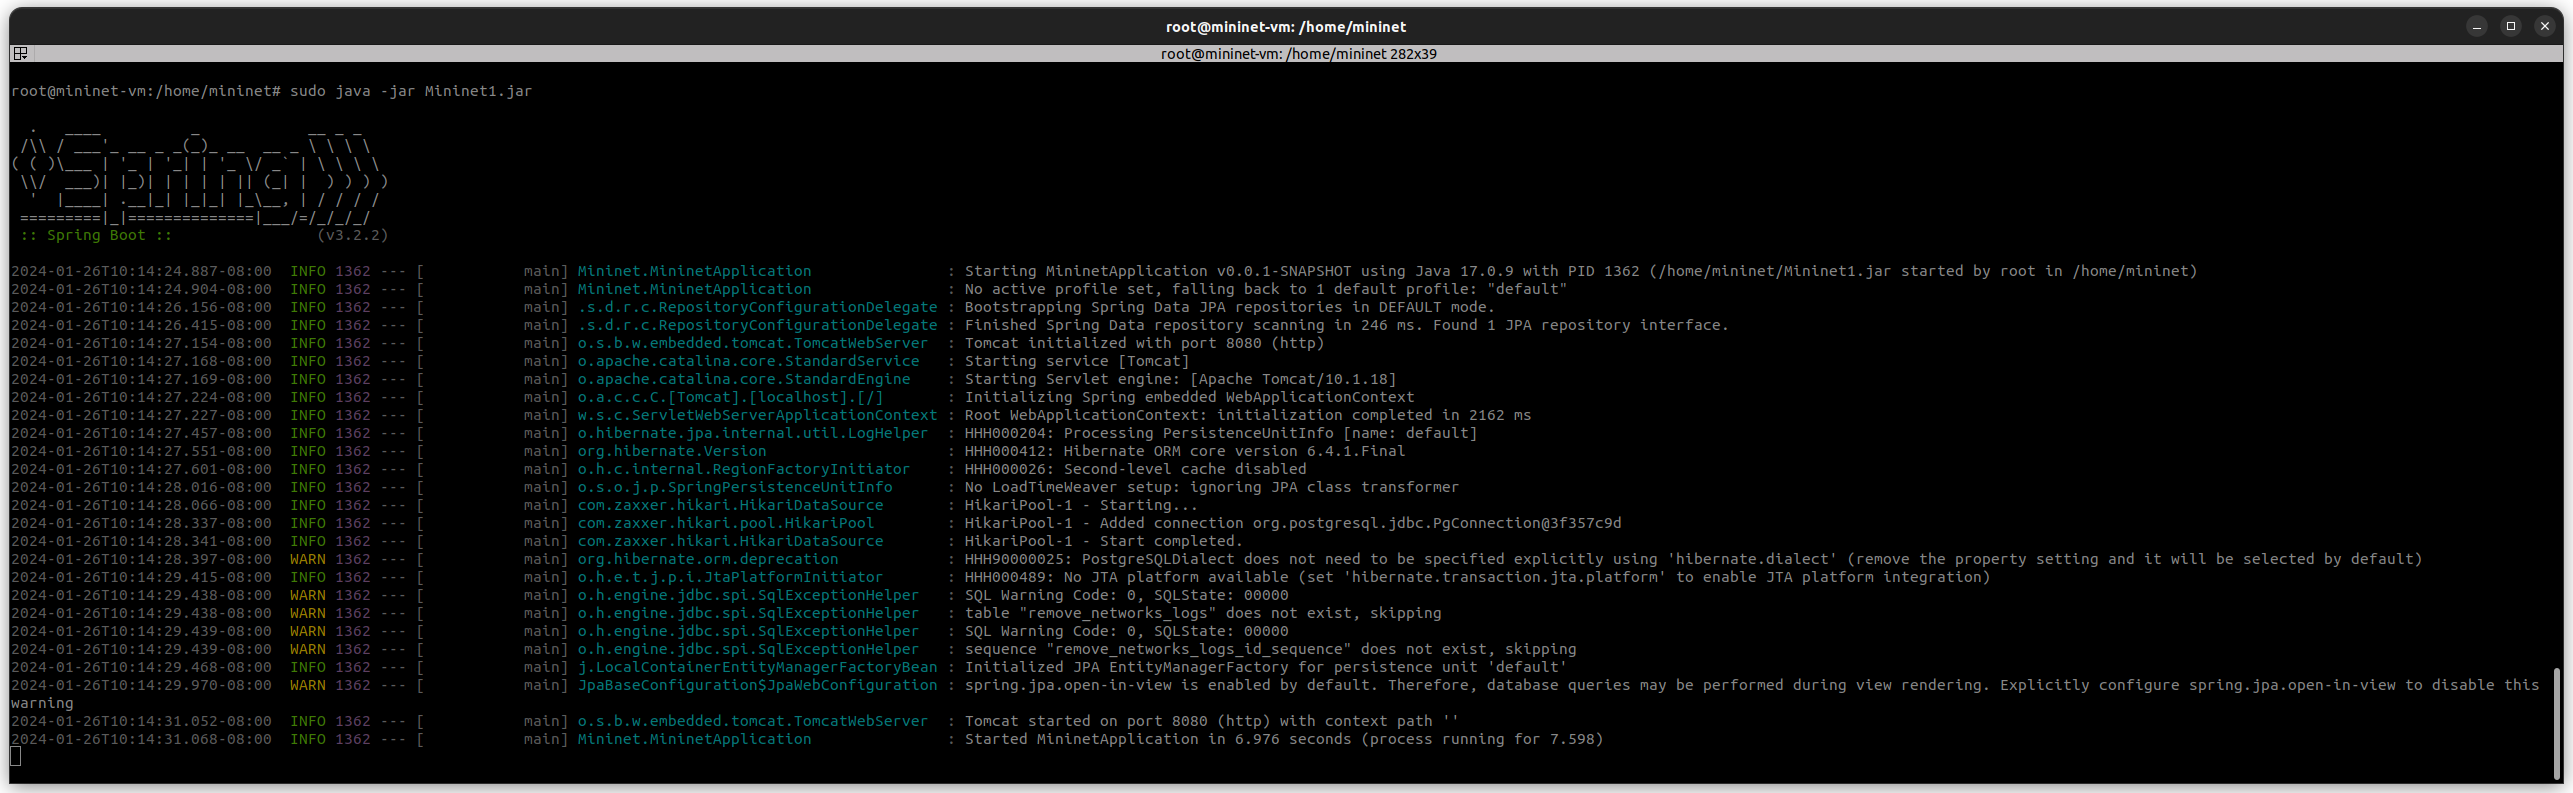 root@mininet-vm: /home/mininet
root@mininet-vm: /home/mininet 282x39
root@mininet-vm:/home/mininet# sudo java -jar Mininet1.jar
  .   ____          _            __ _ _
 /\\ / ___'_ __ _ _(_)_ __  __ _ \ \ \ \
( ( )\___ | '_ | '_| | '_ \/ _` | \ \ \ \
 \\/  ___)| |_)| | | | | || (_| |  ) ) ) )
  '  |____| .__|_| |_|_| |_\__, | / / / /
 =========|_|==============|___/=/_/_/_/
 :: Spring Boot ::                (v3.2.2)
2024-01-26T10:14:24.887-08:00  INFO 1362 --- [           main] Mininet.MininetApplication               : Starting MininetApplication v0.0.1-SNAPSHOT using Java 17.0.9 with PID 1362 (/home/mininet/Mininet1.jar started by root in /home/mininet)
2024-01-26T10:14:24.904-08:00  INFO 1362 --- [           main] Mininet.MininetApplication               : No active profile set, falling back to 1 default profile: "default"
2024-01-26T10:14:26.156-08:00  INFO 1362 --- [           main] .s.d.r.c.RepositoryConfigurationDelegate : Bootstrapping Spring Data JPA repositories in DEFAULT mode.
2024-01-26T10:14:26.415-08:00  INFO 1362 --- [           main] .s.d.r.c.RepositoryConfigurationDelegate : Finished Spring Data repository scanning in 246 ms. Found 1 JPA repository interface.
2024-01-26T10:14:27.154-08:00  INFO 1362 --- [           main] o.s.b.w.embedded.tomcat.TomcatWebServer  : Tomcat initialized with port 8080 (http)
2024-01-26T10:14:27.168-08:00  INFO 1362 --- [           main] o.apache.catalina.core.StandardService   : Starting service [Tomcat]
2024-01-26T10:14:27.169-08:00  INFO 1362 --- [           main] o.apache.catalina.core.StandardEngine    : Starting Servlet engine: [Apache Tomcat/10.1.18]
2024-01-26T10:14:27.224-08:00  INFO 1362 --- [           main] o.a.c.c.C.[Tomcat].[localhost].[/]       : Initializing Spring embedded WebApplicationContext
2024-01-26T10:14:27.227-08:00  INFO 1362 --- [           main] w.s.c.ServletWebServerApplicationContext : Root WebApplicationContext: initialization completed in 2162 ms
2024-01-26T10:14:27.457-08:00  INFO 1362 --- [           main] o.hibernate.jpa.internal.util.LogHelper  : HHH000204: Processing PersistenceUnitInfo [name: default]
2024-01-26T10:14:27.551-08:00  INFO 1362 --- [           main] org.hibernate.Version                    : HHH000412: Hibernate ORM core version 6.4.1.Final
2024-01-26T10:14:27.601-08:00  INFO 1362 --- [           main] o.h.c.internal.RegionFactoryInitiator    : HHH000026: Second-level cache disabled
2024-01-26T10:14:28.016-08:00  INFO 1362 --- [           main] o.s.o.j.p.SpringPersistenceUnitInfo      : No LoadTimeWeaver setup: ignoring JPA class transformer
2024-01-26T10:14:28.066-08:00  INFO 1362 --- [           main] com.zaxxer.hikari.HikariDataSource       : HikariPool-1 - Starting...
2024-01-26T10:14:28.337-08:00  INFO 1362 --- [           main] com.zaxxer.hikari.pool.HikariPool        : HikariPool-1 - Added connection org.postgresql.jdbc.PgConnection@3f357c9d
2024-01-26T10:14:28.341-08:00  INFO 1362 --- [           main] com.zaxxer.hikari.HikariDataSource       : HikariPool-1 - Start completed.
2024-01-26T10:14:28.397-08:00  WARN 1362 --- [           main] org.hibernate.orm.deprecation            : HHH90000025: PostgreSQLDialect does not need to be specified explicitly using 'hibernate.dialect' (remove the property setting and it will be selected by default)
2024-01-26T10:14:29.415-08:00  INFO 1362 --- [           main] o.h.e.t.j.p.i.JtaPlatformInitiator       : HHH000489: No JTA platform available (set 'hibernate.transaction.jta.platform' to enable JTA platform integration)
2024-01-26T10:14:29.438-08:00  WARN 1362 --- [           main] o.h.engine.jdbc.spi.SqlExceptionHelper   : SQL Warning Code: 0, SQLState: 00000
2024-01-26T10:14:29.438-08:00  WARN 1362 --- [           main] o.h.engine.jdbc.spi.SqlExceptionHelper   : table "remove_networks_logs" does not exist, skipping
2024-01-26T10:14:29.439-08:00  WARN 1362 --- [           main] o.h.engine.jdbc.spi.SqlExceptionHelper   : SQL Warning Code: 0, SQLState: 00000
2024-01-26T10:14:29.439-08:00  WARN 1362 --- [           main] o.h.engine.jdbc.spi.SqlExceptionHelper   : sequence "remove_networks_logs_id_sequence" does not exist, skipping
2024-01-26T10:14:29.468-08:00  INFO 1362 --- [           main] j.LocalContainerEntityManagerFactoryBean : Initialized JPA EntityManagerFactory for persistence unit 'default'
2024-01-26T10:14:29.970-08:00  WARN 1362 --- [           main] JpaBaseConfiguration$JpaWebConfiguration : spring.jpa.open-in-view is enabled by default. Therefore, database queries may be performed during view rendering. Explicitly configure spring.jpa.open-in-view to disable this
warning
2024-01-26T10:14:31.052-08:00  INFO 1362 --- [           main] o.s.b.w.embedded.tomcat.TomcatWebServer  : Tomcat started on port 8080 (http) with context path ''
2024-01-26T10:14:31.068-08:00  INFO 1362 --- [           main] Mininet.MininetApplication               : Started MininetApplication in 6.976 seconds (process running for 7.598)